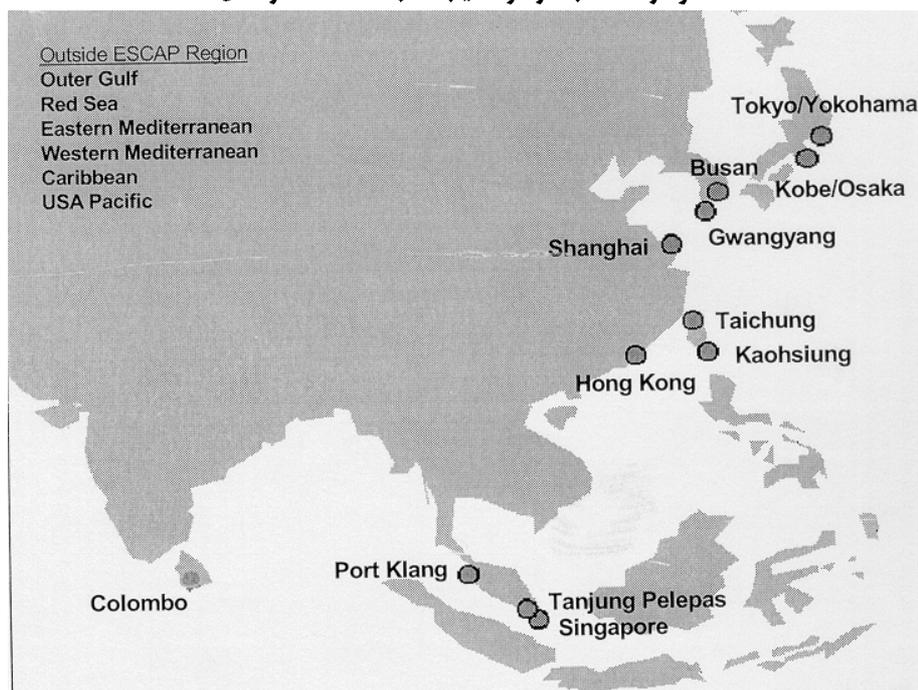 Outside ESCAP Region
Outer Gulf
Red Sea
Eastern Mediterranean
Western Mediterranean
Caribbean
USA Pacific
Tokyo/Yokohama
Busan
Kobe/Osaka
Gwangyang
Shanghai
Taichung
Kaohsiung
Hong Kong
Port Klang
Colombo
Tanjung Pelepas
Singapore